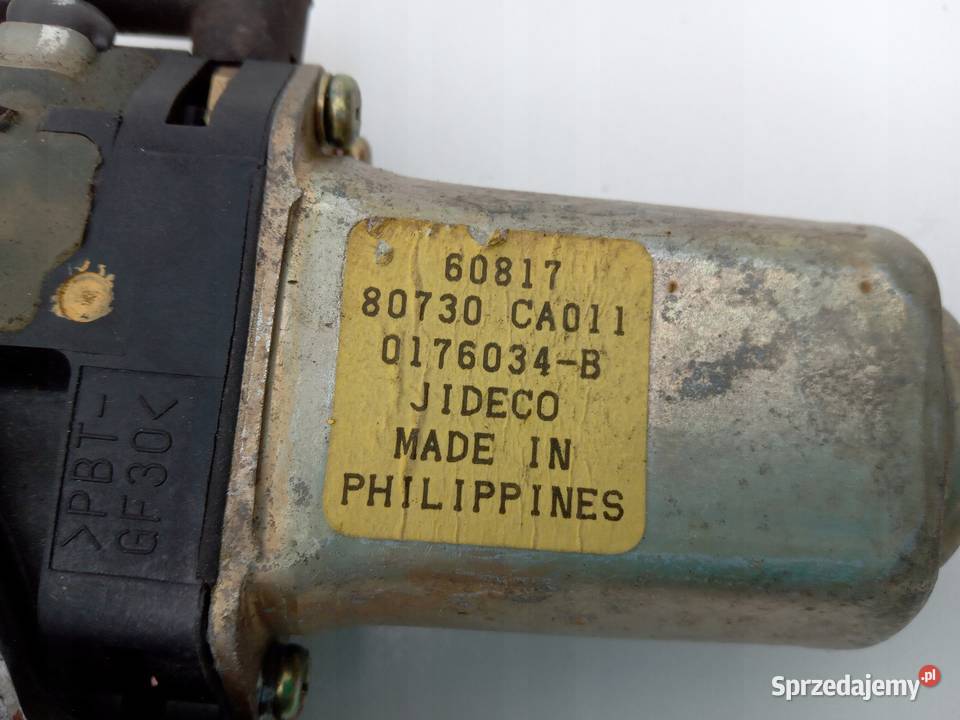 60817
80730 CA011
0176034-B
JIDECO
MADE IN
PHILIPPINES
>PBT-
GF30<
Sprzedajemy.pl